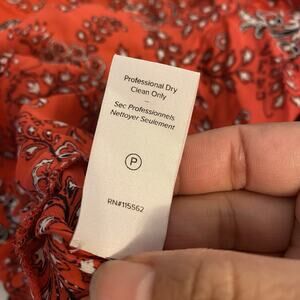 Professional Dry
Clean Only
–
Sec Professionnels
Nettoyer Seulement
P
RN#115562